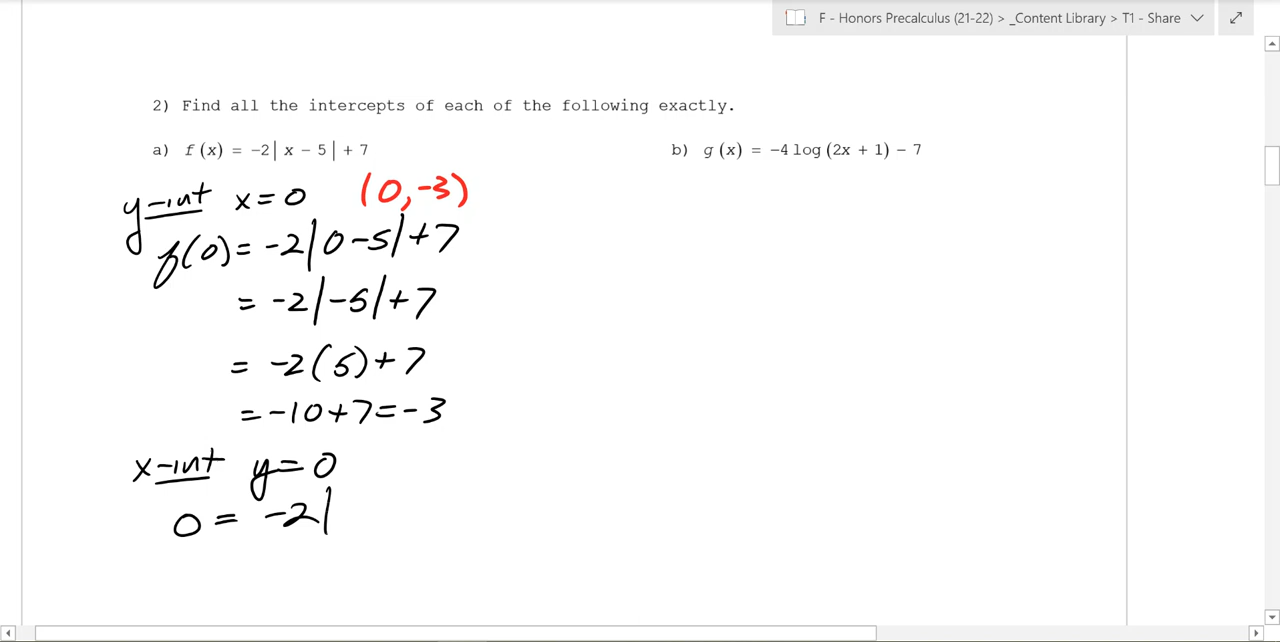 F - Honors Precalculus (21-22) > _Content Library > T1 - Share
2) Find all the intercepts of each of the following exactly.
a) f(x) = -2|x - 5| + 7
b) g(x) = -4 log(2x + 1) - 7
y-int x=0 (0,-3)
f(0)= -2|0-5|+7
= -2|-5|+7
= -2(5)+7
= -10+7=-3
x-int y=0
0 = -2|